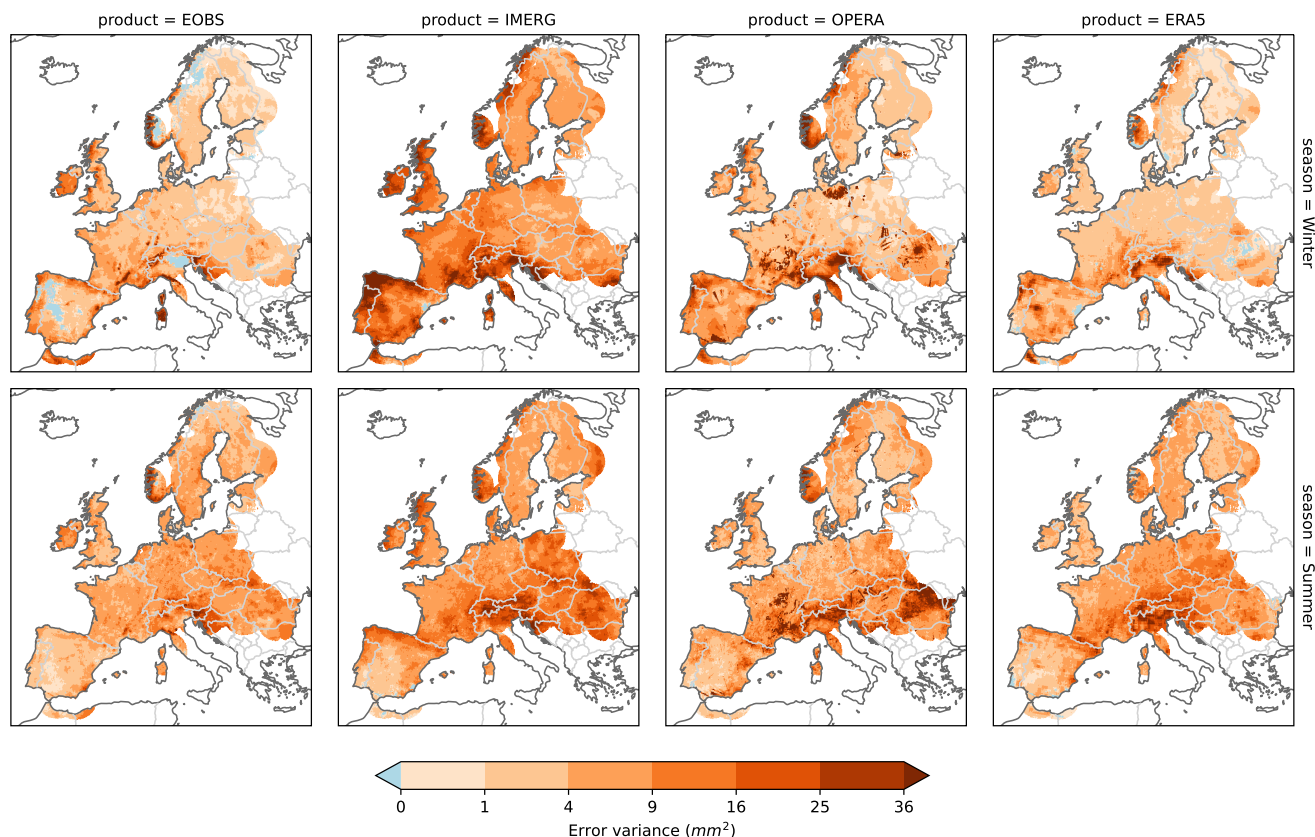 product = EOBS
product = IMERG
product = OPERA
product = ERA5
season = Winter
season = Summer
0 1 4 9 16 25 36
Error variance (mm²)